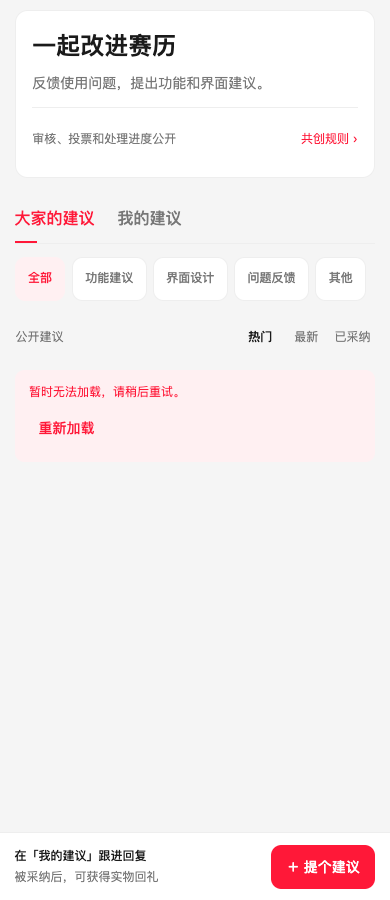 一起改进赛历
反馈使用问题，提出功能和界面建议。
审核、投票和处理进度公开 共创规则 ›
大家的建议 我的建议
全部 功能建议 界面设计 问题反馈 其他
公开建议 热门 最新 已采纳
暂时无法加载，请稍后重试。
重新加载
在「我的建议」跟进回复
被采纳后，可获得实物回礼
＋ 提个建议